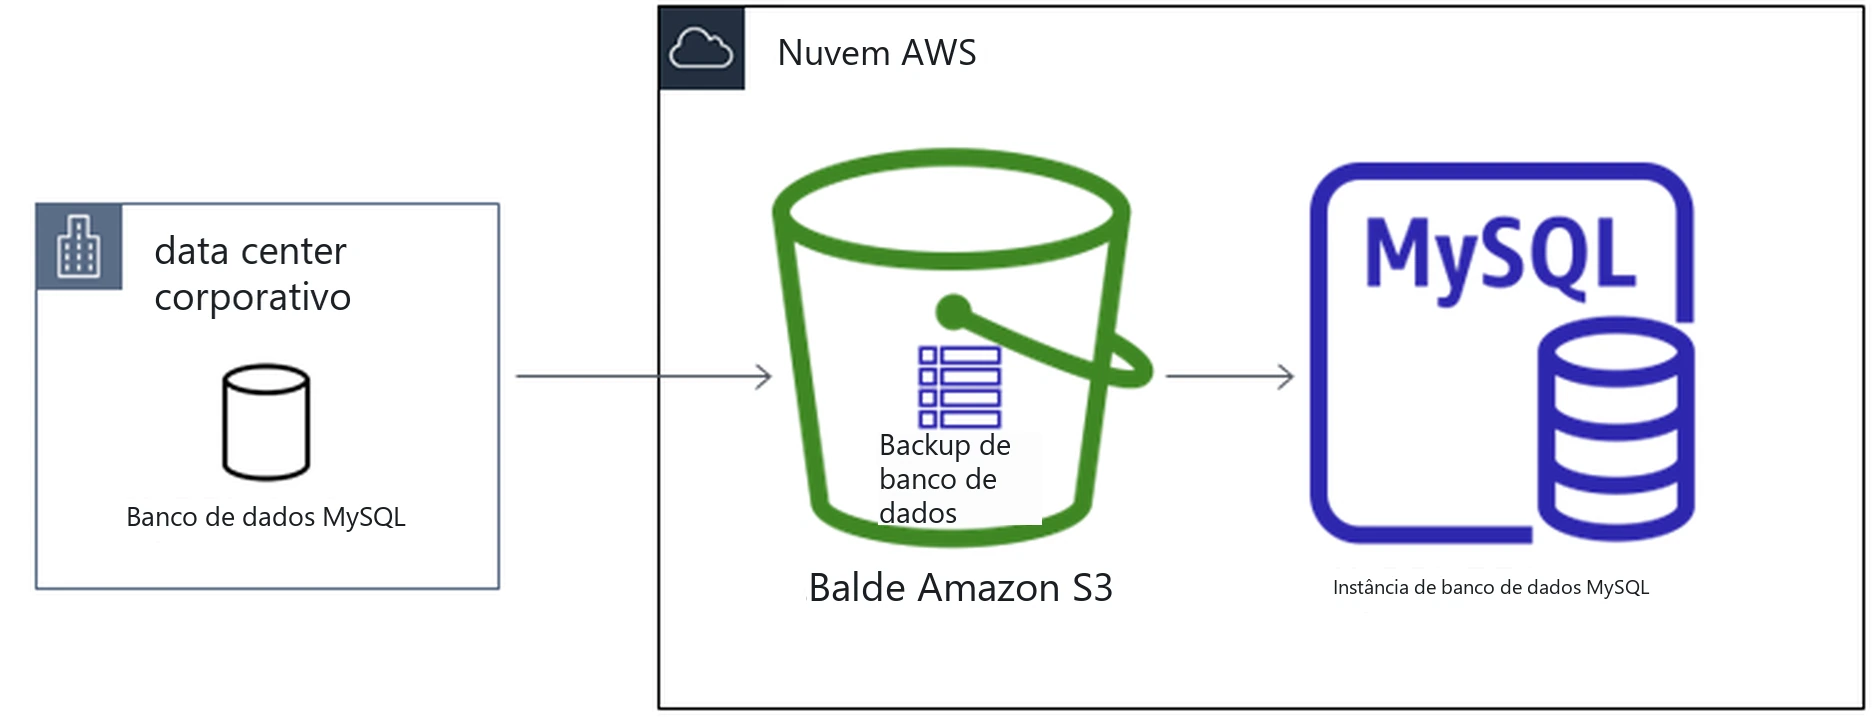 Nuvem AWS
data center
corporativo
Banco de dados MySQL
Backup de
banco de
dados
Balde Amazon S3
MySQL
Instância de banco de dados MySQL